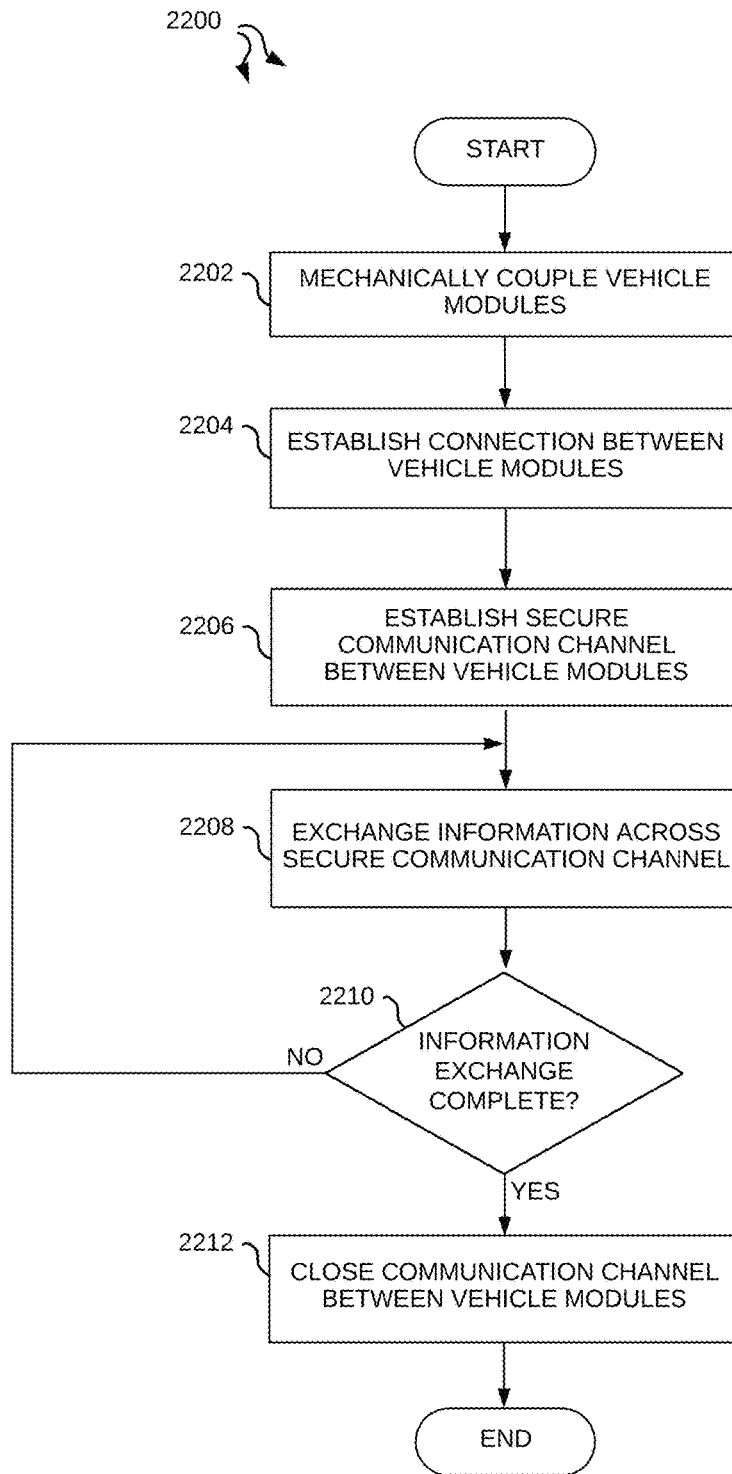 2200
START
2202
MECHANICALLY COUPLE VEHICLE
MODULES
2204
ESTABLISH CONNECTION BETWEEN
VEHICLE MODULES
2206
ESTABLISH SECURE
COMMUNICATION CHANNEL
BETWEEN VEHICLE MODULES
2208
EXCHANGE INFORMATION ACROSS
SECURE COMMUNICATION CHANNEL
2210
INFORMATION
EXCHANGE
COMPLETE?
NO
YES
2212
CLOSE COMMUNICATION CHANNEL
BETWEEN VEHICLE MODULES
END